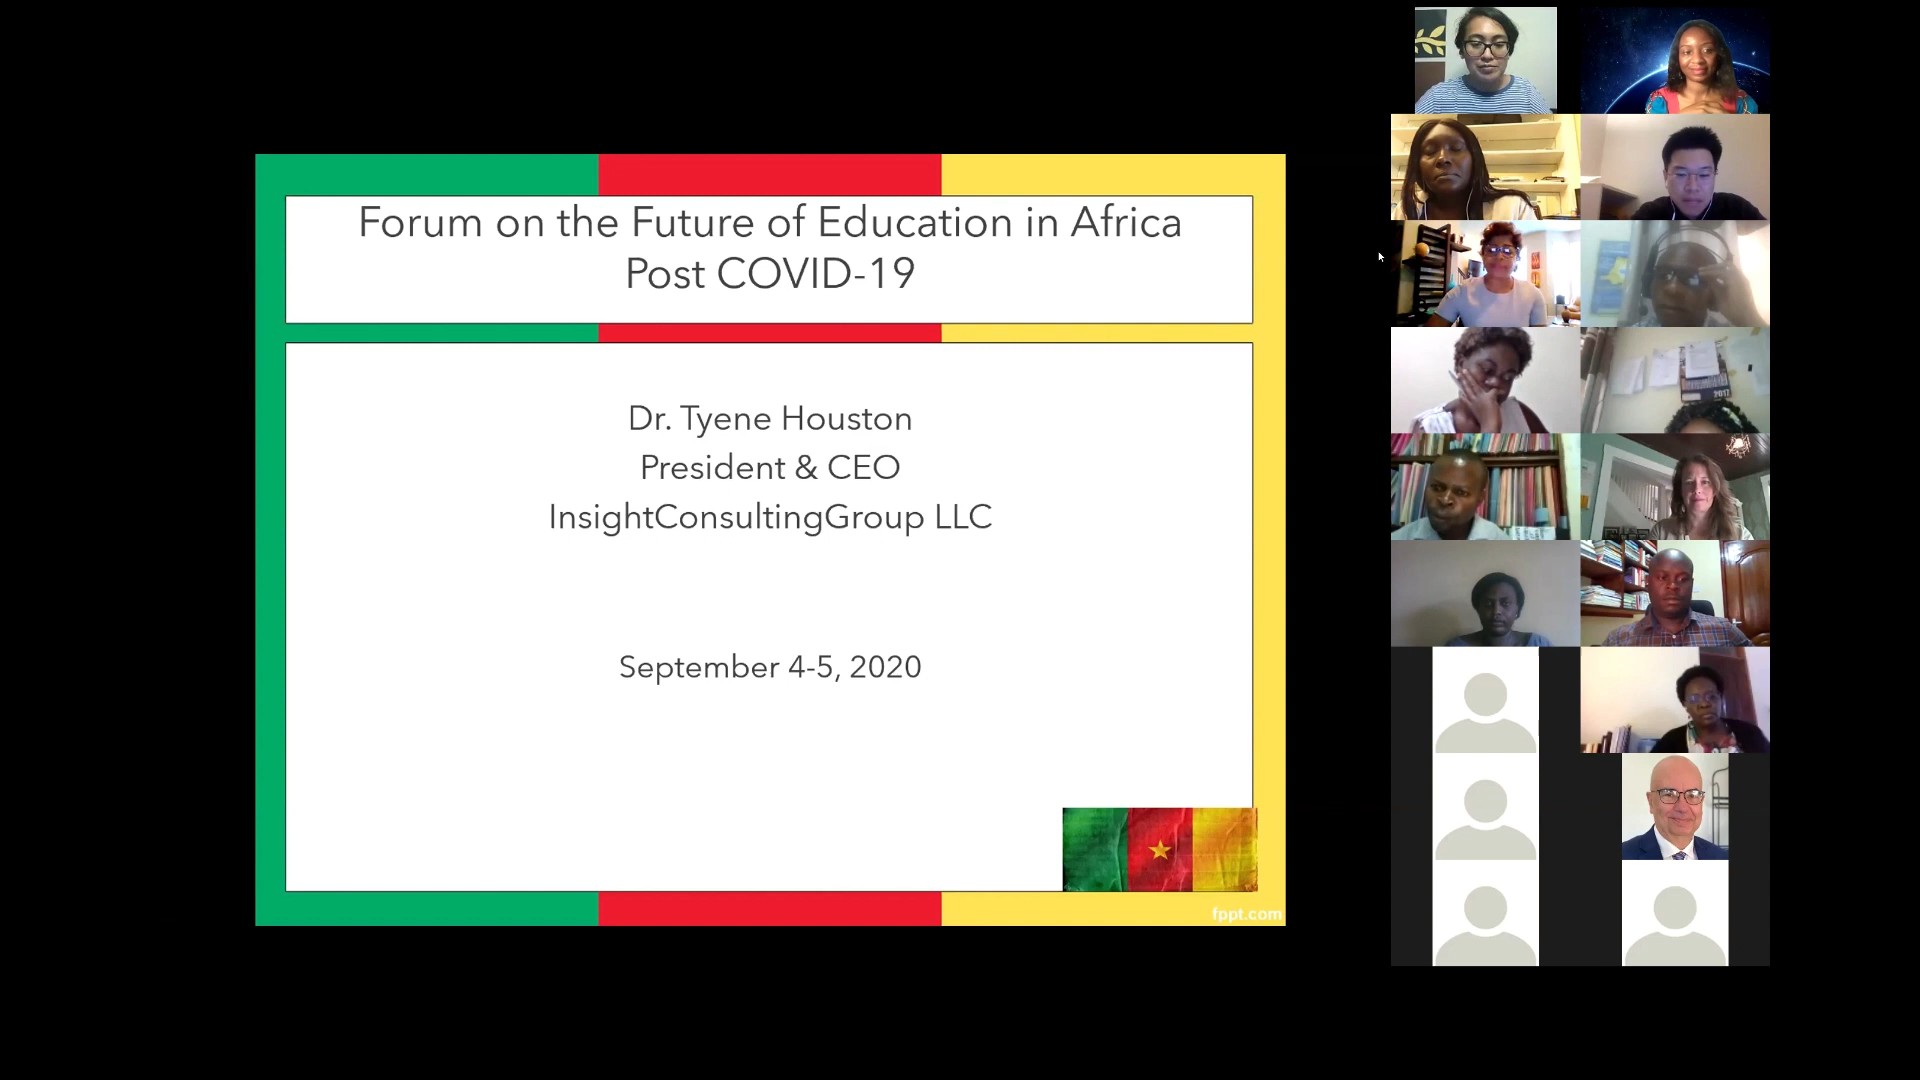 Forum on the Future of Education in Africa
Post COVID-19
Dr. Tyene Houston
President & CEO
InsightConsultingGroup LLC
September 4-5, 2020
fppt.com
2017